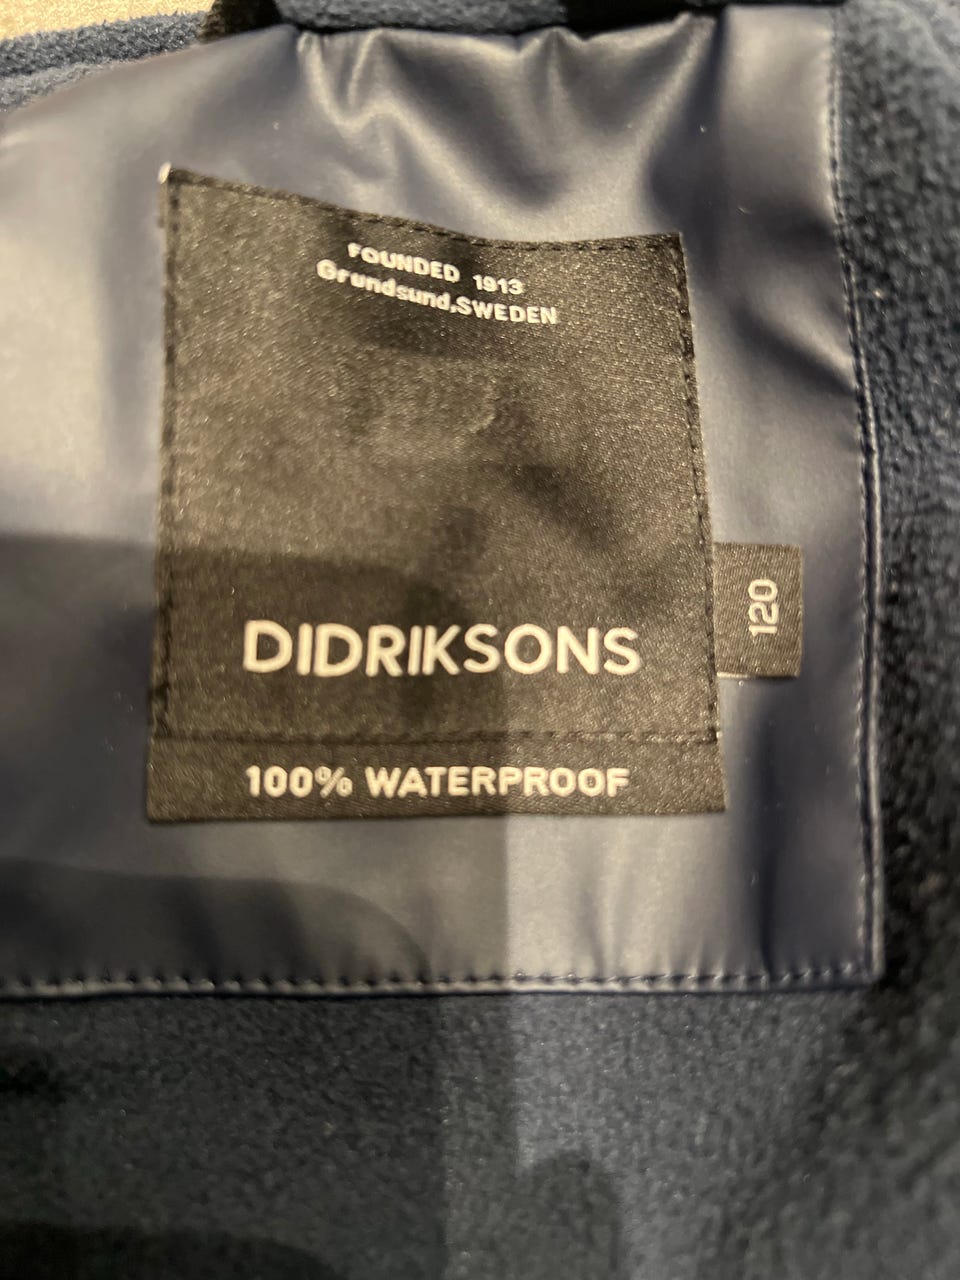 FOUNDED 1913
Grundsund,SWEDEN
DIDRIKSONS
120
100% WATERPROOF